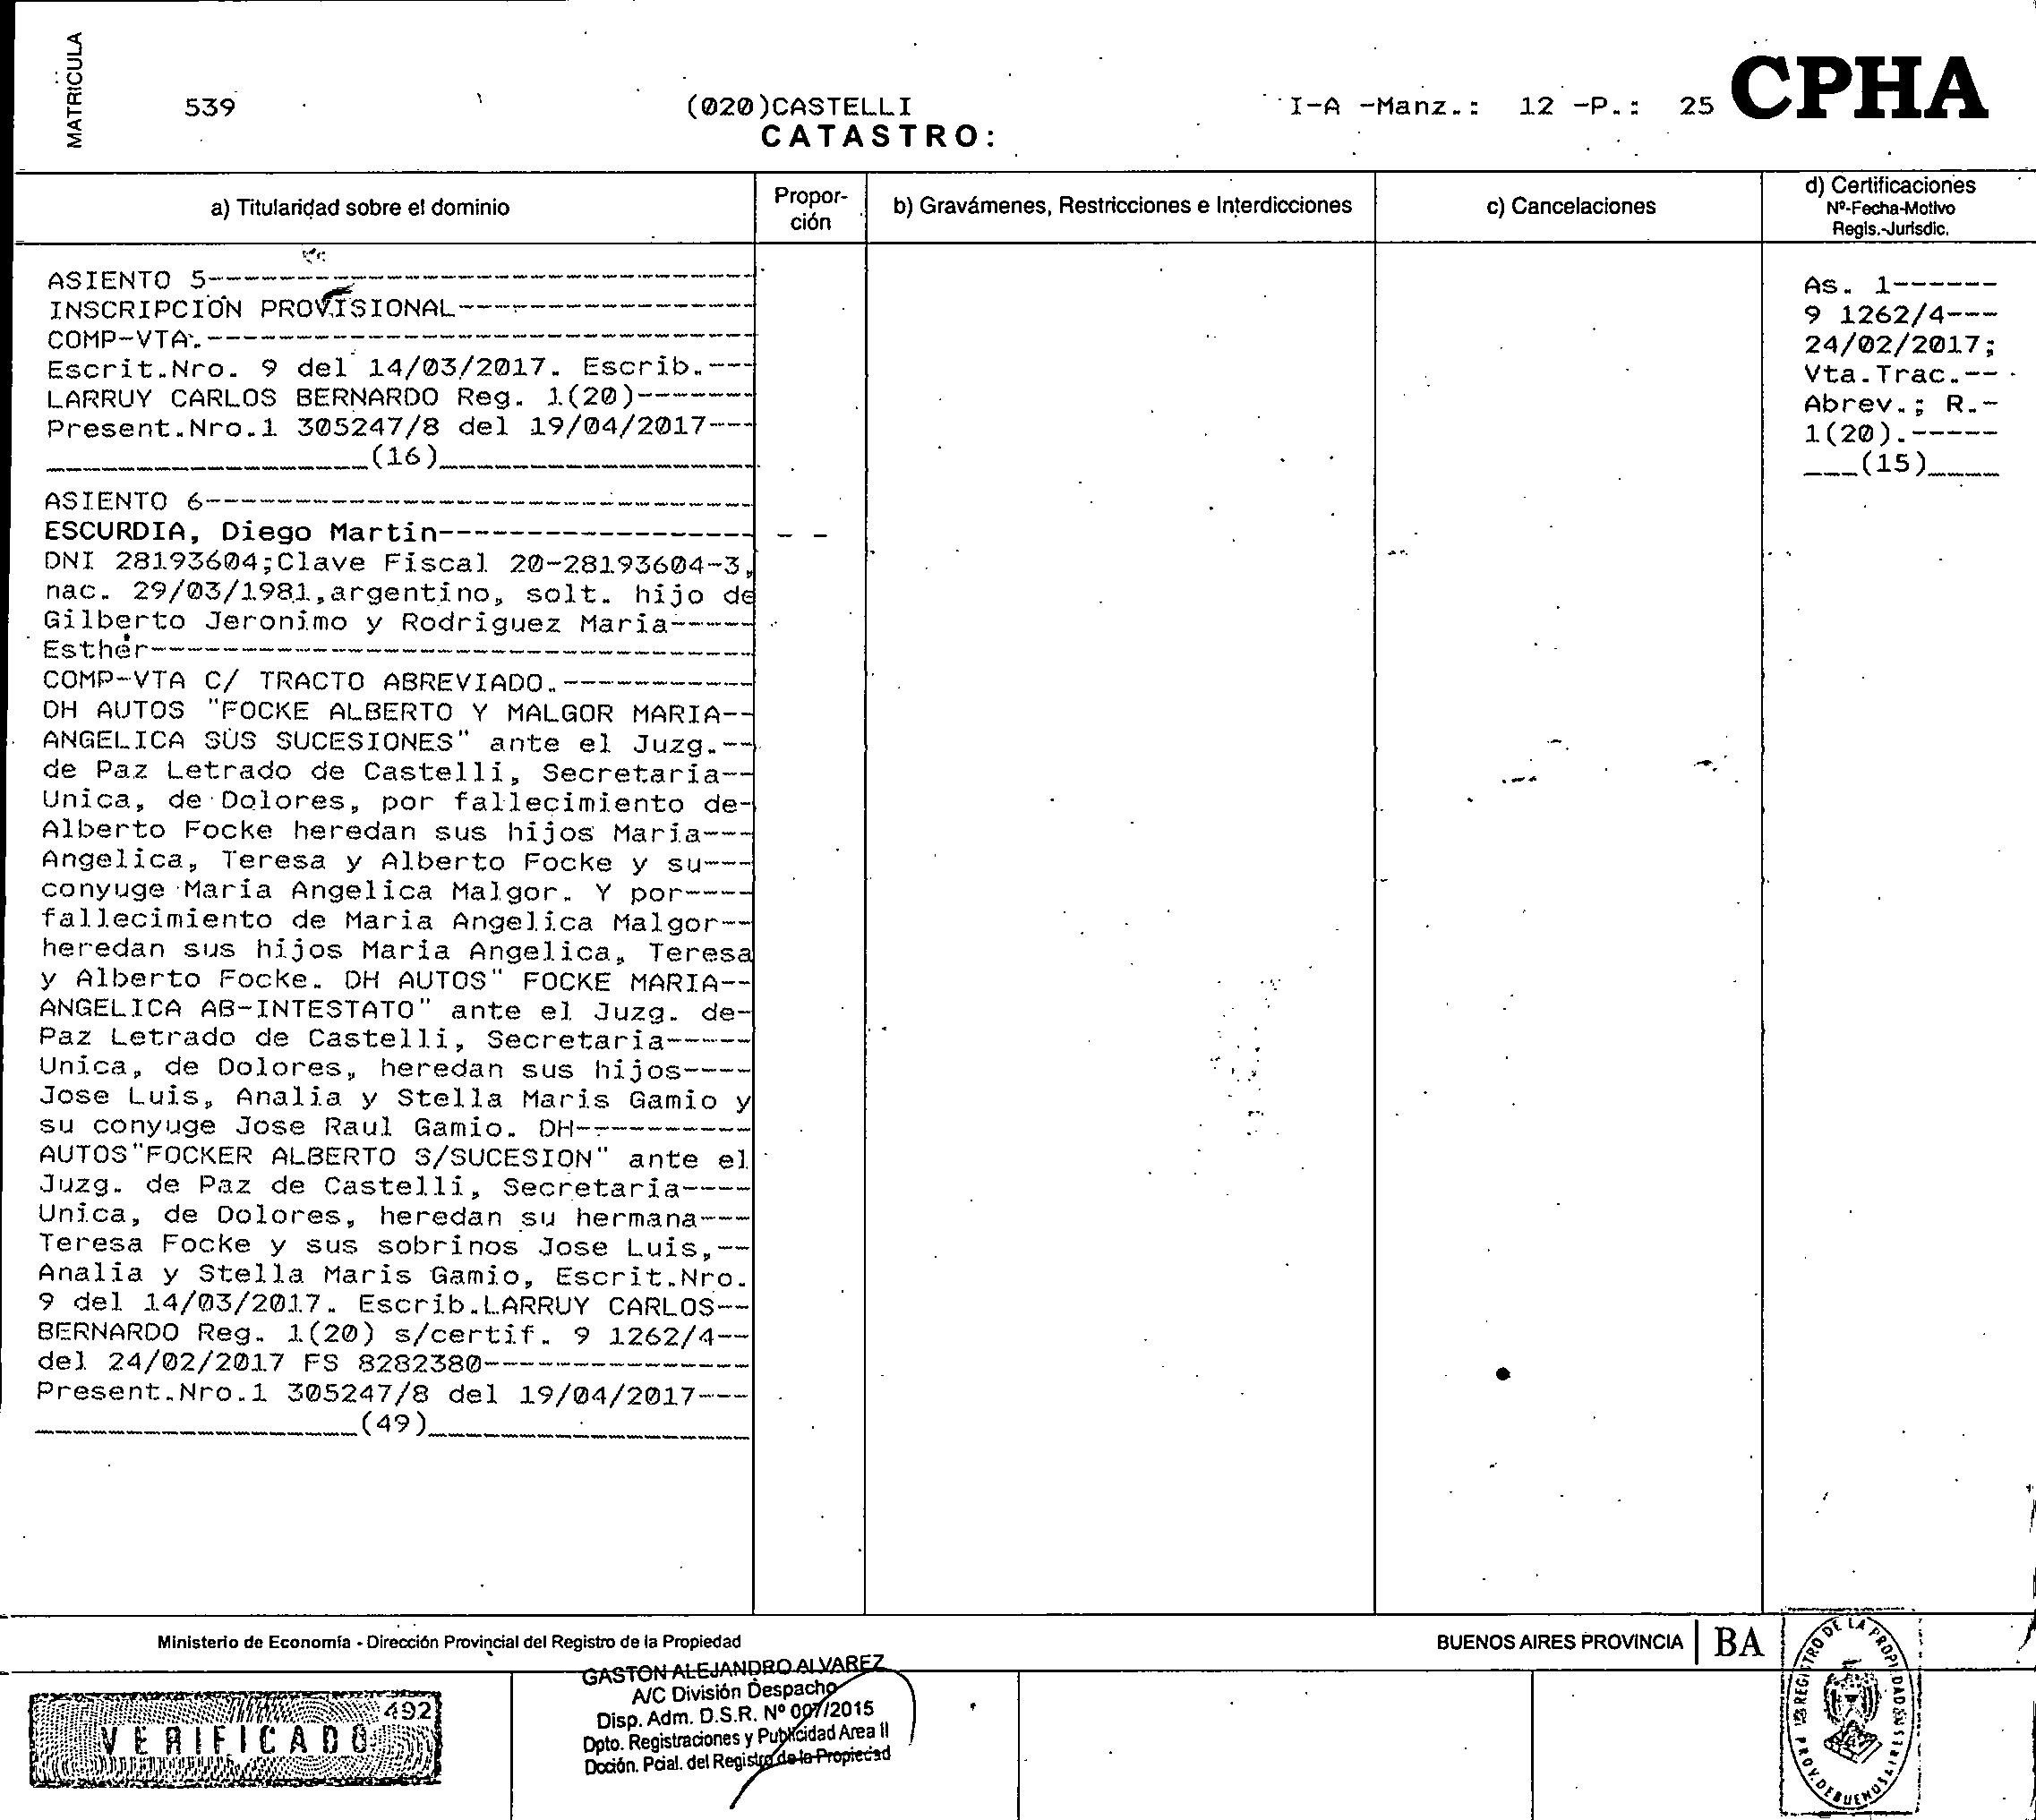 MATRICULA
539
(020)CASTELLI
CATASTRO:
I-A -Manz.: 12 -P.: 25
CPHA
a) Titularidad sobre el dominio
Propor-
ción
b) Gravámenes, Restricciones e Interdicciones
c) Cancelaciones
d) Certificaciones
Nº-Fecha-Motivo
Regis.-Jurisdic.
ASIENTO 5------------------------------
INSCRIPCION PROVISIONAL----------------
COMP-VTA.------------------------------
Escrit.Nro. 9 del 14/03/2017. Escrib.---
LARRUY CARLOS BERNARDO Reg. 1(20)-------
Present.Nro.1 305247/8 del 19/04/2017---
__________________(16)__________________
ASIENTO 6-------------------------------
ESCURDIA, Diego Martin------------------ - -
DNI 28193604;Clave Fiscal 20-28193604-3,
nac. 29/03/1981,argentino, solt. hijo de
Gilberto Jeronimo y Rodriguez Maria-----
Esther----------------------------------
COMP-VTA C/ TRACTO ABREVIADO.-----------
DH AUTOS "FOCKE ALBERTO Y MALGOR MARIA--
ANGELICA SUS SUCESIONES" ante el Juzg.--
de Paz Letrado de Castelli, Secretaria--
Unica, de Dolores, por fallecimiento de-
Alberto Focke heredan sus hijos Maria---
Angelica, Teresa y Alberto Focke y su---
conyuge Maria Angelica Malgor. Y por----
fallecimiento de Maria Angelica Malgor--
heredan sus hijos Maria Angelica, Teresa
y Alberto Focke. DH AUTOS" FOCKE MARIA--
ANGELICA AB-INTESTATO" ante el Juzg. de-
Paz Letrado de Castelli, Secretaria-----
Unica, de Dolores, heredan sus hijos----
Jose Luis, Analia y Stella Maris Gamio y
su conyuge Jose Raul Gamio. DH----------
AUTOS"FOCKER ALBERTO S/SUCESION" ante el
Juzg. de Paz de Castelli, Secretaria----
Unica, de Dolores, heredan su hermana---
Teresa Focke y sus sobrinos Jose Luis,--
Analia y Stella Maris Gamio, Escrit.Nro.
9 del 14/03/2017. Escrib.LARRUY CARLOS--
BERNARDO Reg. 1(20) s/certif. 9 1262/4--
del 24/02/2017 FS 8282380---------------
Present.Nro.1 305247/8 del 19/04/2017---
__________________(49)__________________
As. 1------
9 1262/4---
24/02/2017;
Vta.Trac.--
Abrev.; R.-
1(20).-----
___(15)____
Ministerio de Economía - Dirección Provincial del Registro de la Propiedad
BUENOS AIRES PROVINCIA | BA
492
VERIFICADO
GASTON ALEJANDRO ALVAREZ
A/C División Despacho
Disp. Adm. D.S.R. Nº 007/2015
Dpto. Registraciones y Publicidad Area II
Dcción. Pcial. del Registro de la Propiedad
REGISTRO DE LA PROPIEDAD
PROV. DE BUENOS AIRES